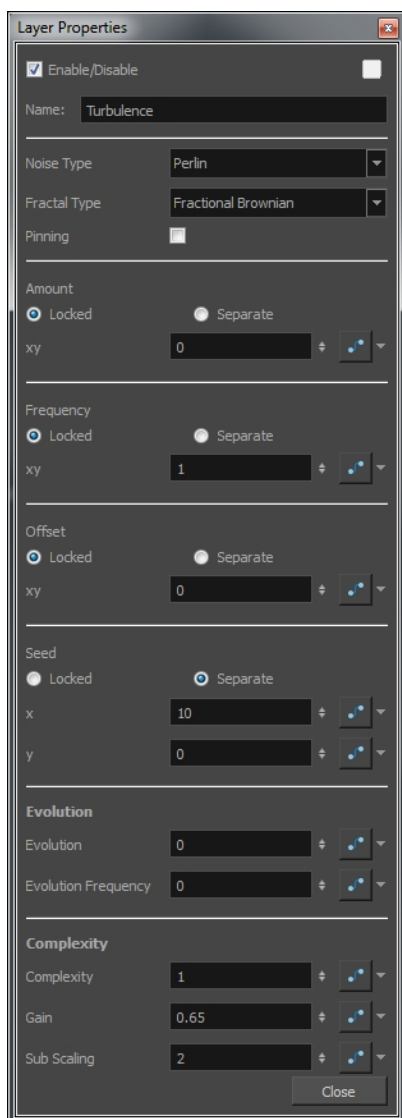 Layer Properties
Enable/Disable
Name: Turbulence
Noise Type Perlin
Fractal Type Fractional Brownian
Pinning
Amount
Locked Separate
xy 0
Frequency
Locked Separate
xy 1
Offset
Locked Separate
xy 0
Seed
Locked Separate
x 10
y 0
Evolution
Evolution 0
Evolution Frequency 0
Complexity
Complexity 1
Gain 0.65
Sub Scaling 2
Close